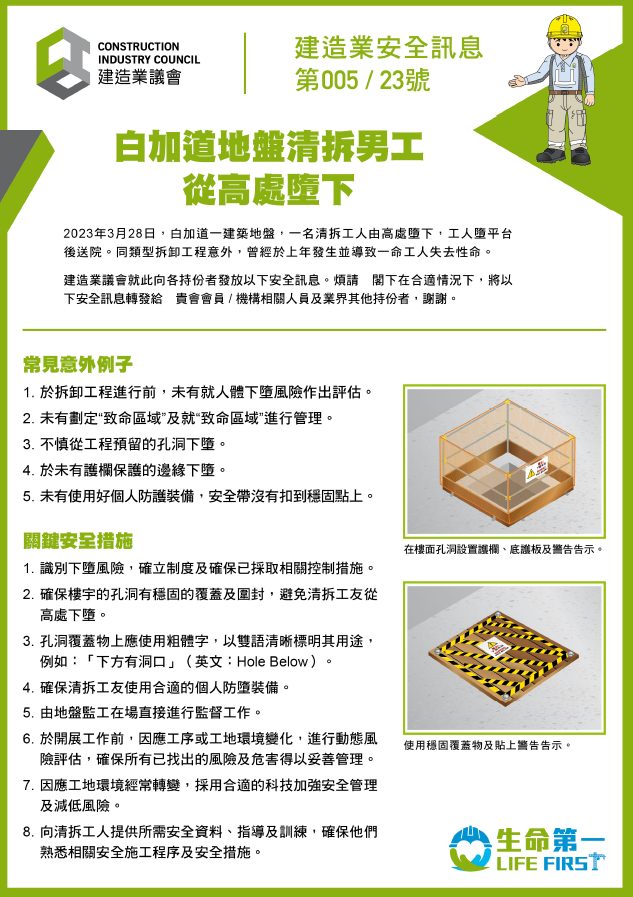 CONSTRUCTION
INDUSTRY COUNCIL
建造業議會
建造業安全訊息
第005 / 23號
白加道地盤清拆男工
從高處墮下
2023年3月28日，白加道一建築地盤，一名清拆工人由高處墮下，工人墮平台
後送院。同類型拆卸工程意外，曾經於上年發生並導致一命工人失去性命。
建造業議會就此向各持份者發放以下安全訊息。煩請　閣下在合適情況下，將以
下安全訊息轉發給　貴會會員 / 機構相關人員及業界其他持份者，謝謝。
常見意外例子
1. 於拆卸工程進行前，未有就人體下墮風險作出評估。
2. 未有劃定“致命區域”及就“致命區域”進行管理。
3. 不慎從工程預留的孔洞下墮。
4. 於未有護欄保護的邊緣下墮。
5. 未有使用好個人防護裝備，安全帶沒有扣到穩固點上。
在樓面孔洞設置護欄、底護板及警告告示。
關鍵安全措施
1. 識別下墮風險，確立制度及確保已採取相關控制措施。
2. 確保樓宇的孔洞有穩固的覆蓋及圍封，避免清拆工友從
高處下墮。
3. 孔洞覆蓋物上應使用粗體字，以雙語清晰標明其用途，
例如：「下方有洞口」（英文：Hole Below）。
4. 確保清拆工友使用合適的個人防墮裝備。
5. 由地盤監工在場直接進行監督工作。
6. 於開展工作前，因應工序或工地環境變化，進行動態風
險評估，確保所有已找出的風險及危害得以妥善管理。
7. 因應工地環境經常轉變，採用合適的科技加強安全管理
及減低風險。
8. 向清拆工人提供所需安全資料、指導及訓練，確保他們
熟悉相關安全施工程序及安全措施。
使用穩固覆蓋物及貼上警告告示。
生命第一
LIFE FIRST